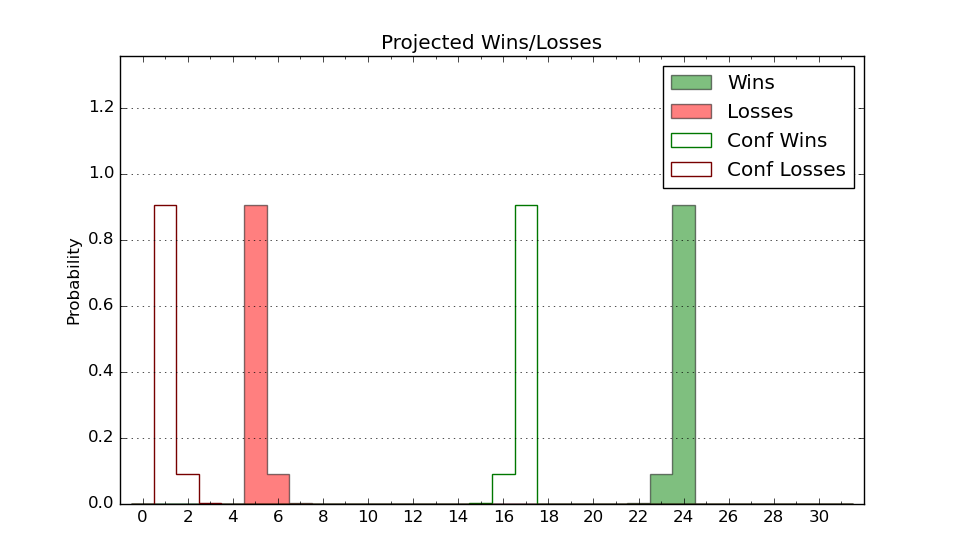 Projected Wins/Losses
Wins
Losses
Conf Wins
Conf Losses
Probability
1.2
1.0
0.8
0.6
0.4
0.2
0.0
0 2 4 6 8 10 12 14 16 18 20 22 24 26 28 30